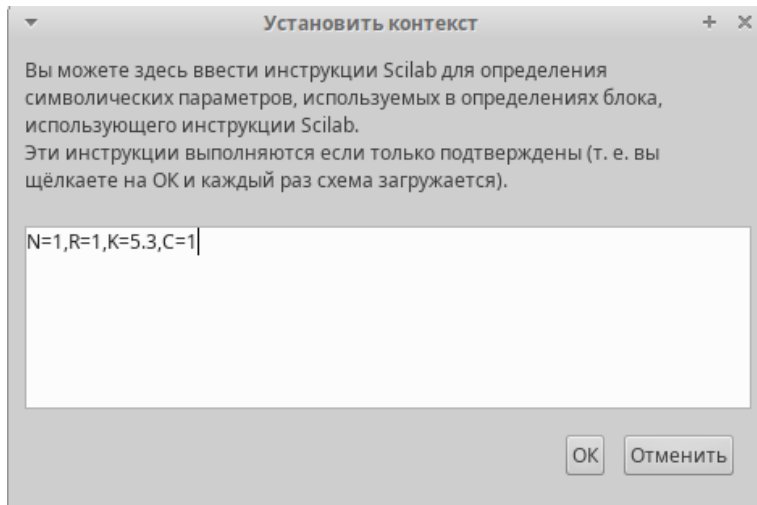 Установить контекст
Вы можете здесь ввести инструкции Scilab для определения
символических параметров, используемых в определениях блока,
использующего инструкции Scilab.
Эти инструкции выполняются если только подтверждены (т. е. вы
щёлкаете на ОК и каждый раз схема загружается).
N=1,R=1,K=5.3,C=1
ОК Отменить